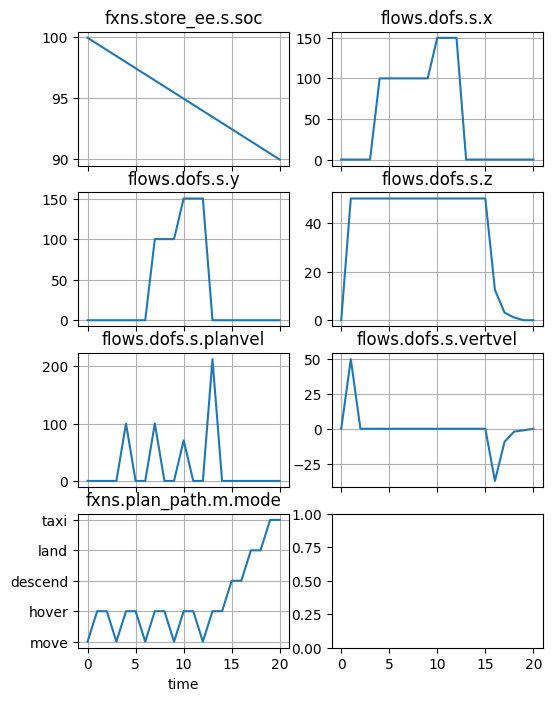 fxns.store_ee.s.soc
100
95
90
flows.dofs.s.x
150
100
50
0
flows.dofs.s.y
150
100
50
0
flows.dofs.s.z
40
20
0
flows.dofs.s.planvel
200
100
0
flows.dofs.s.vertvel
50
25
0
−25
fxns.plan_path.m.mode
taxi
land
descend
hover
move
0 5 10 15 20
time
1.00
0.75
0.50
0.25
0.00
0 5 10 15 20